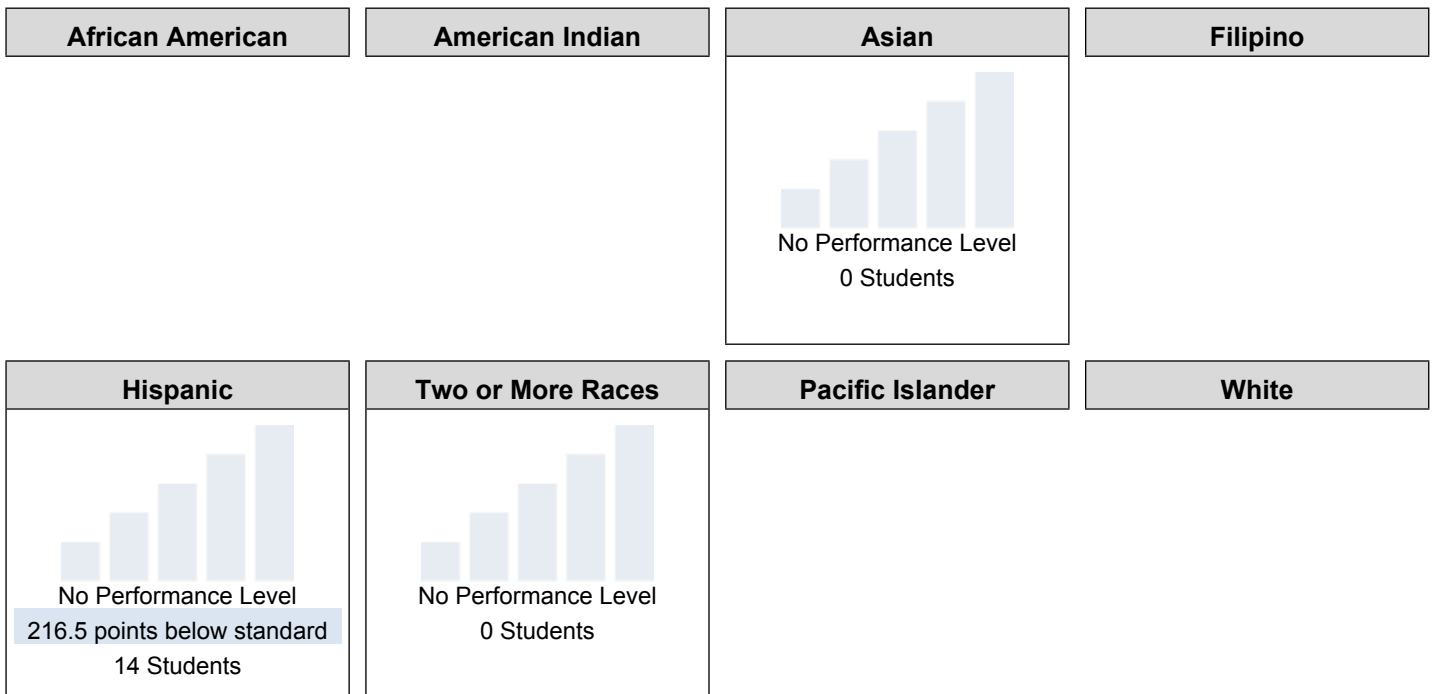 African American
American Indian
Asian
Filipino
No Performance Level
0 Students
Hispanic
Two or More Races
Pacific Islander
White
No Performance Level
216.5 points below standard
14 Students
No Performance Level
0 Students